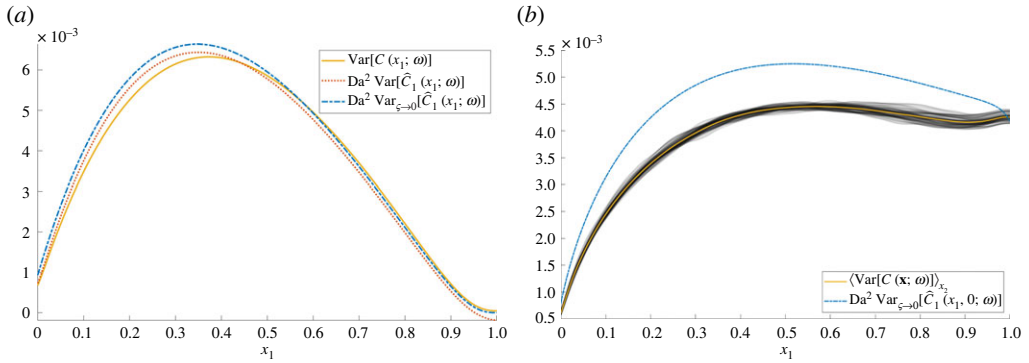 (a)
× 10⁻³
6
5
4
3
2
1
0
0 0.1 0.2 0.3 0.4 0.5 0.6 0.7 0.8 0.9 1.0
x₁
Var[C (x₁; ω)]
Da² Var[Ĉ₁ (x₁; ω)]
Da² Var_ς→0[Ĉ₁ (x₁; ω)]
(b)
× 10⁻³
5.5
5.0
4.5
4.0
3.5
3.0
2.5
2.0
1.5
1.0
0.5
0 0.1 0.2 0.3 0.4 0.5 0.6 0.7 0.8 0.9 1.0
x₁
⟨Var[C (x; ω)]⟩ₓ₂
Da² Var_ς→0[Ĉ₁ (x₁, 0; ω)]